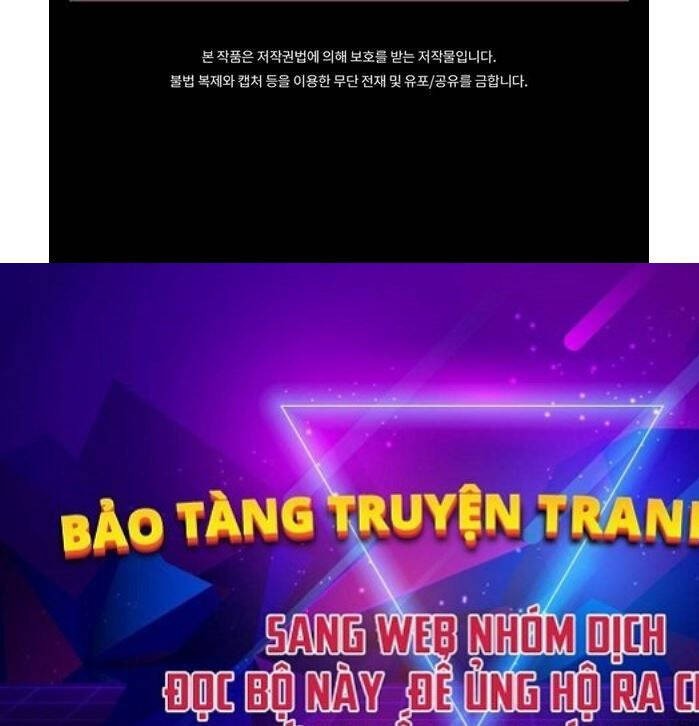 본 작품은 저작권법에 의해 보호를 받는 저작물입니다.
불법 복제와 캡처 등을 이용한 무단 전재 및 유포/공유를 금합니다.
BẢO TÀNG TRUYỆN TRANH
SANG WEB NHÓM DỊCH
ĐỌC BỘ NÀY ĐỂ ỦNG HỘ RA